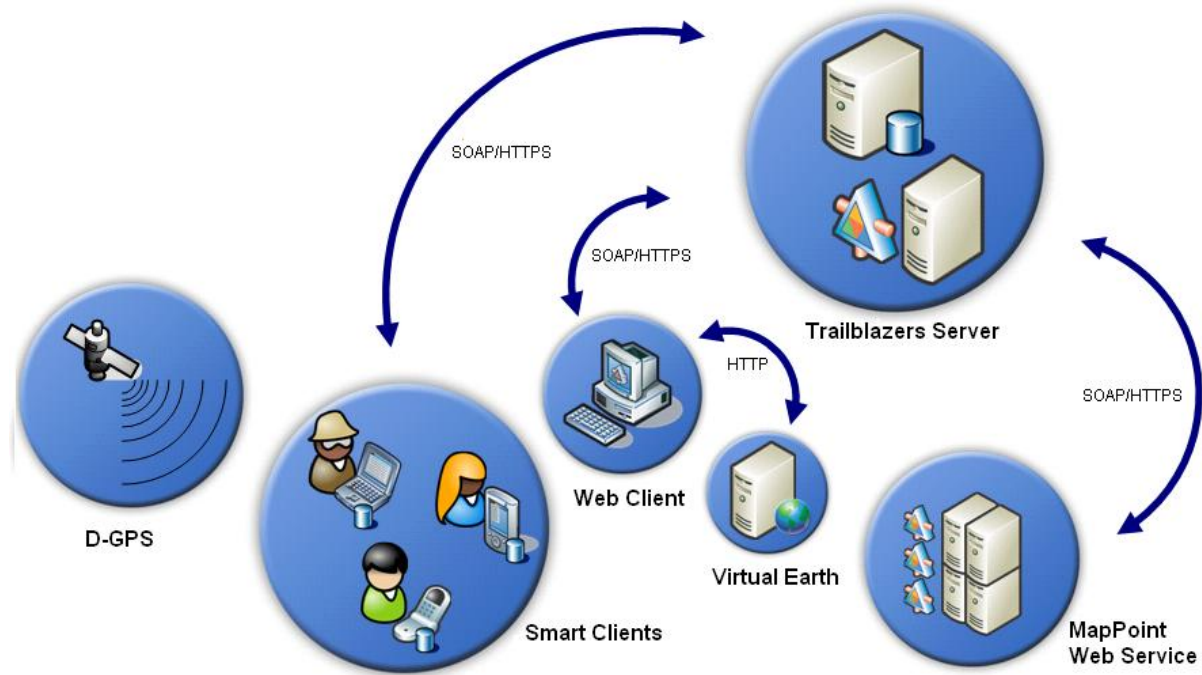 SOAP/HTTPS
SOAP/HTTPS
Trailblazers Server
HTTP
SOAP/HTTPS
Web Client
D-GPS
Virtual Earth
Smart Clients
MapPoint
Web Service